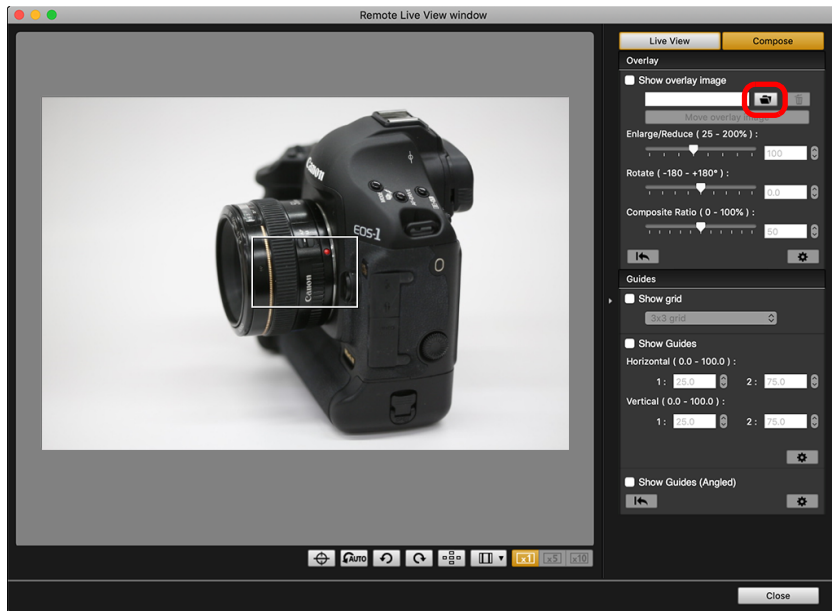 Remote Live View window
Live View
Compose
Overlay
Show overlay image
Move overlay image
Enlarge/Reduce ( 25 - 200% ) :
100
Rotate ( -180 - +180° ) :
0.0
Composite Ratio ( 0 - 100% ) :
50
Guides
Show grid
3x3 grid
Show Guides
Horizontal ( 0.0 - 100.0 ) :
1 : 25.0 2 : 75.0
Vertical ( 0.0 - 100.0 ) :
1 : 25.0 2 : 75.0
Show Guides (Angled)
Canon
EOS-1
Canon
AUTO
x1 x5 x10
Close